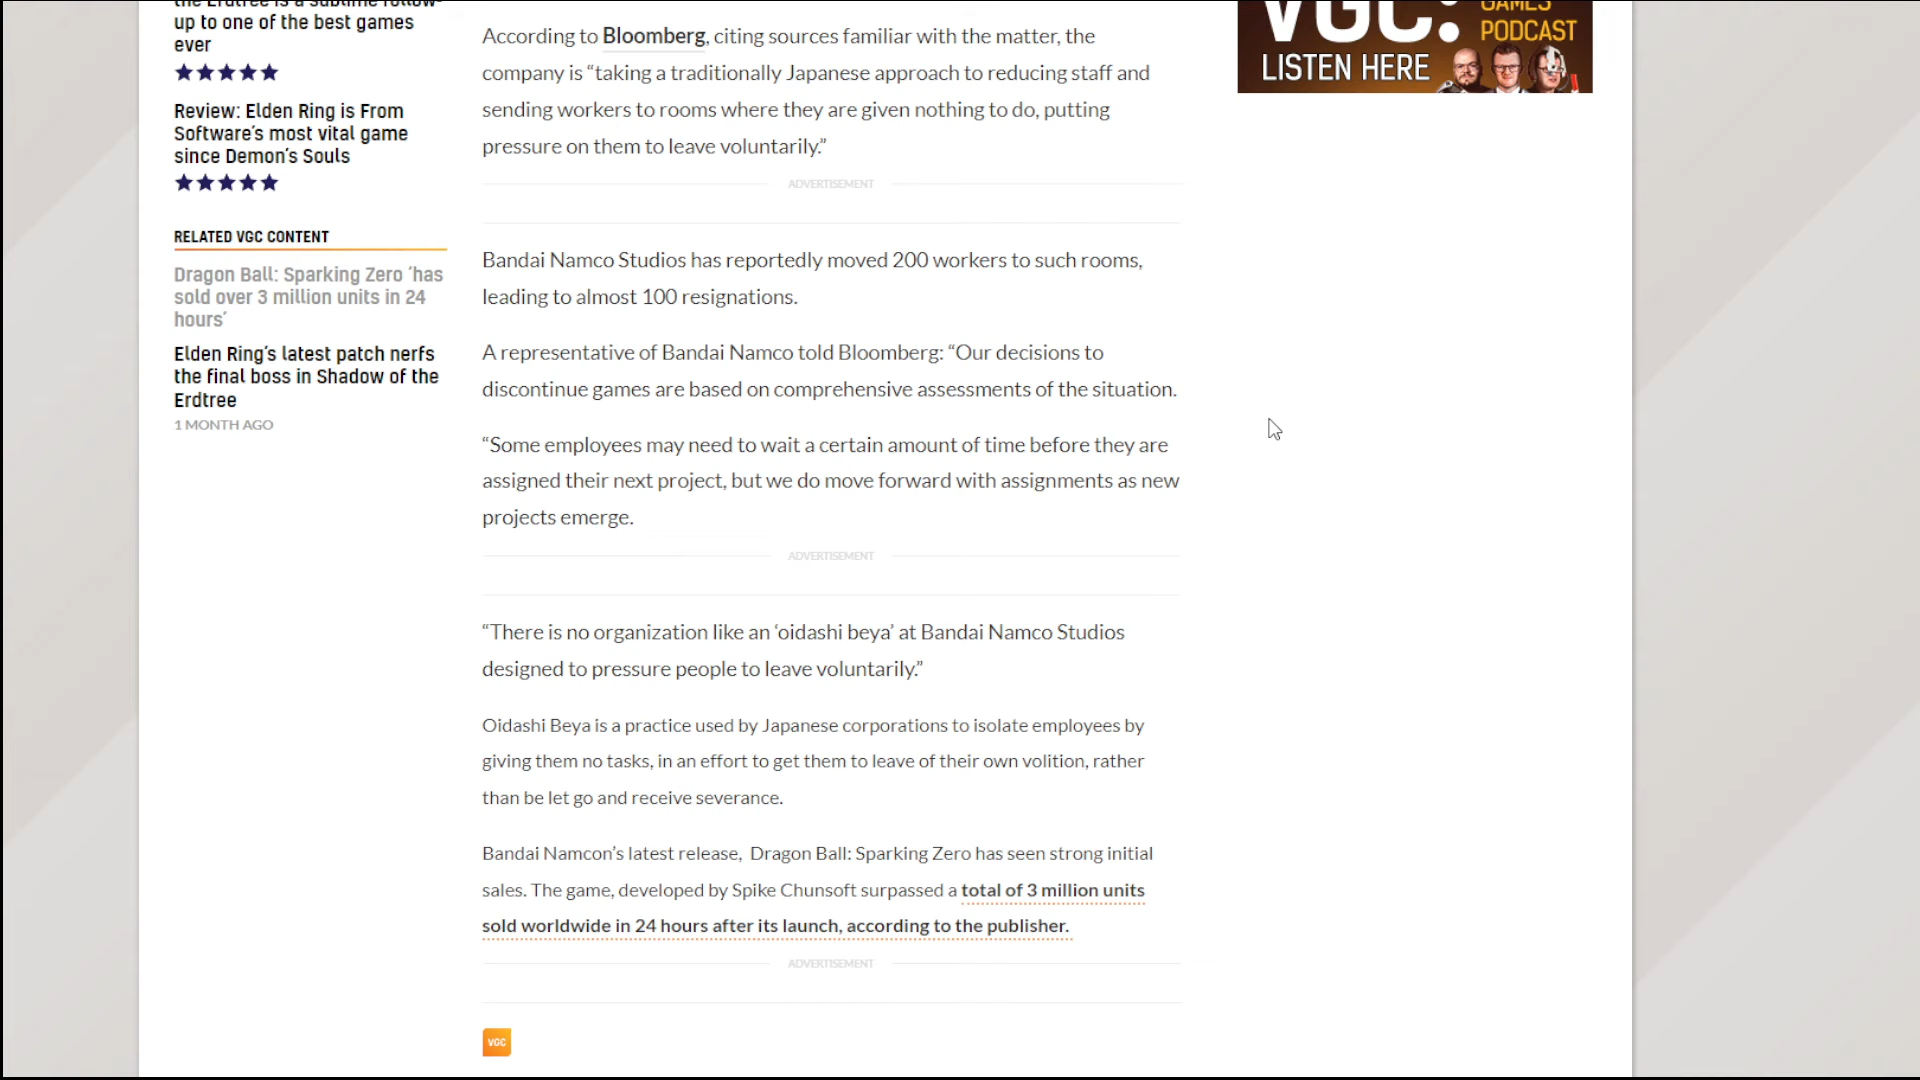 the Erdtree is a sublime follow-
up to one of the best games
ever
Review: Elden Ring is From
Software's most vital game
since Demon's Souls
RELATED VGC CONTENT
Dragon Ball: Sparking Zero 'has
sold over 3 million units in 24
hours'
Elden Ring's latest patch nerfs
the final boss in Shadow of the
Erdtree
1 MONTH AGO
According to Bloomberg, citing sources familiar with the matter, the
company is “taking a traditionally Japanese approach to reducing staff and
sending workers to rooms where they are given nothing to do, putting
pressure on them to leave voluntarily.”
ADVERTISEMENT
Bandai Namco Studios has reportedly moved 200 workers to such rooms,
leading to almost 100 resignations.
A representative of Bandai Namco told Bloomberg: “Our decisions to
discontinue games are based on comprehensive assessments of the situation.
“Some employees may need to wait a certain amount of time before they are
assigned their next project, but we do move forward with assignments as new
projects emerge.
ADVERTISEMENT
“There is no organization like an ‘oidashi beya’ at Bandai Namco Studios
designed to pressure people to leave voluntarily.”
Oidashi Beya is a practice used by Japanese corporations to isolate employees by
giving them no tasks, in an effort to get them to leave of their own volition, rather
than be let go and receive severance.
Bandai Namcon’s latest release, Dragon Ball: Sparking Zero has seen strong initial
sales. The game, developed by Spike Chunsoft surpassed a total of 3 million units
sold worldwide in 24 hours after its launch, according to the publisher.
ADVERTISEMENT
VGC
VGC:
GAMES
PODCAST
LISTEN HERE